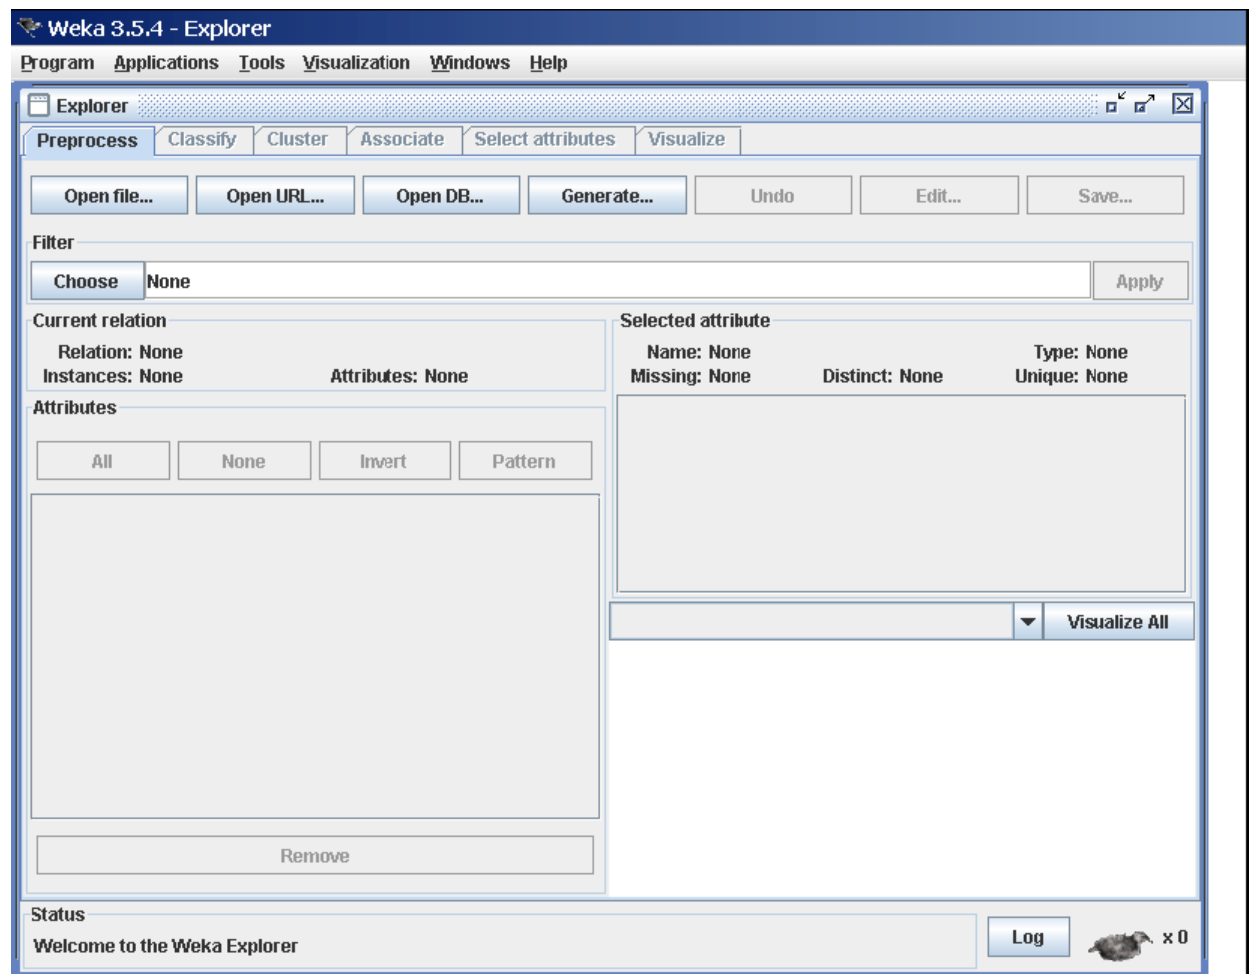 Weka 3.5.4 - Explorer
Program Applications Tools Visualization Windows Help
Explorer
Preprocess Classify Cluster Associate Select attributes Visualize
Open file... Open URL... Open DB... Generate... Undo Edit... Save...
Filter
Choose None Apply
Current relation
Relation: None
Instances: None Attributes: None
Selected attribute
Name: None Type: None
Missing: None Distinct: None Unique: None
Attributes
All None Invert Pattern
Visualize All
Remove
Status
Welcome to the Weka Explorer
Log x 0